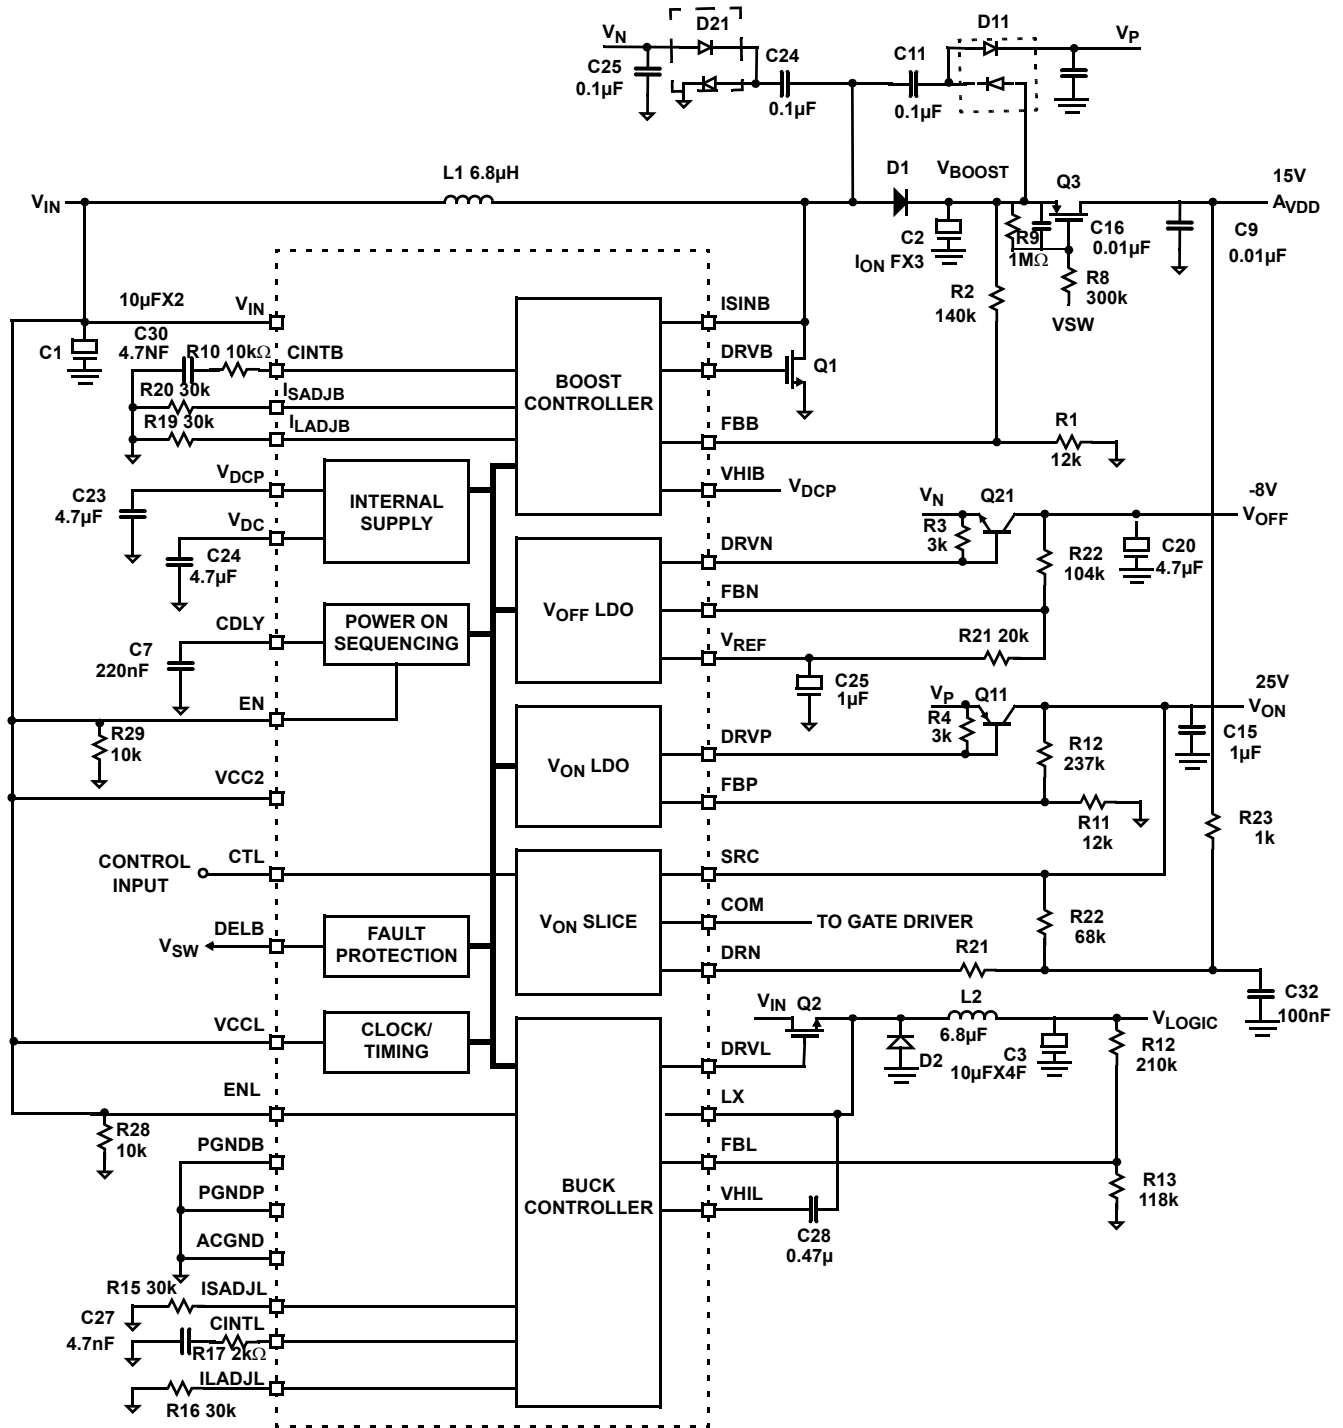 VN
D21
C25
0.1µF
C24
0.1µF
C11
0.1µF
D11
VP
L1 6.8µH
VIN
D1
VBOOST
Q3
15V
AVDD
C2
ION FX3
R9
1MΩ
C16
0.01µF
C9
0.01µF
R8
300k
VSW
R2
140k
10µFX2
VIN
C1
C30
4.7NF
R10 10kΩ
CINTB
R20 30k
ISADJB
R19 30k
ILADJB
BOOST
CONTROLLER
ISINB
DRVB
Q1
FBB
R1
12k
VHIB
VDCP
VDCP
C23
4.7µF
VDC
C24
4.7µF
INTERNAL
SUPPLY
VN
Q21
-8V
VOFF
R3
3k
DRVN
R22
104k
C20
4.7µF
VOFF LDO
FBN
VREF
R21 20k
C25
1µF
CDLY
C7
220nF
POWER ON
SEQUENCING
EN
R29
10k
VP
Q11
25V
VON
R4
3k
DRVP
R12
237k
C15
1µF
VON LDO
FBP
R11
12k
R23
1k
VCC2
CONTROL
INPUT
CTL
VON SLICE
SRC
COM
TO GATE DRIVER
R22
68k
DRN
R21
DELB
VSW
FAULT
PROTECTION
C32
100nF
VCCL
CLOCK/
TIMING
VIN
Q2
L2
6.8µF
VLOGIC
DRVL
D2
C3
10µFX4F
R12
210k
ENL
R28
10k
LX
FBL
VHIL
C28
0.47µ
R13
118k
BUCK
CONTROLLER
PGNDB
PGNDP
ACGND
R15 30k
ISADJL
C27
4.7nF
CINTL
R17 2kΩ
ILADJL
R16 30k